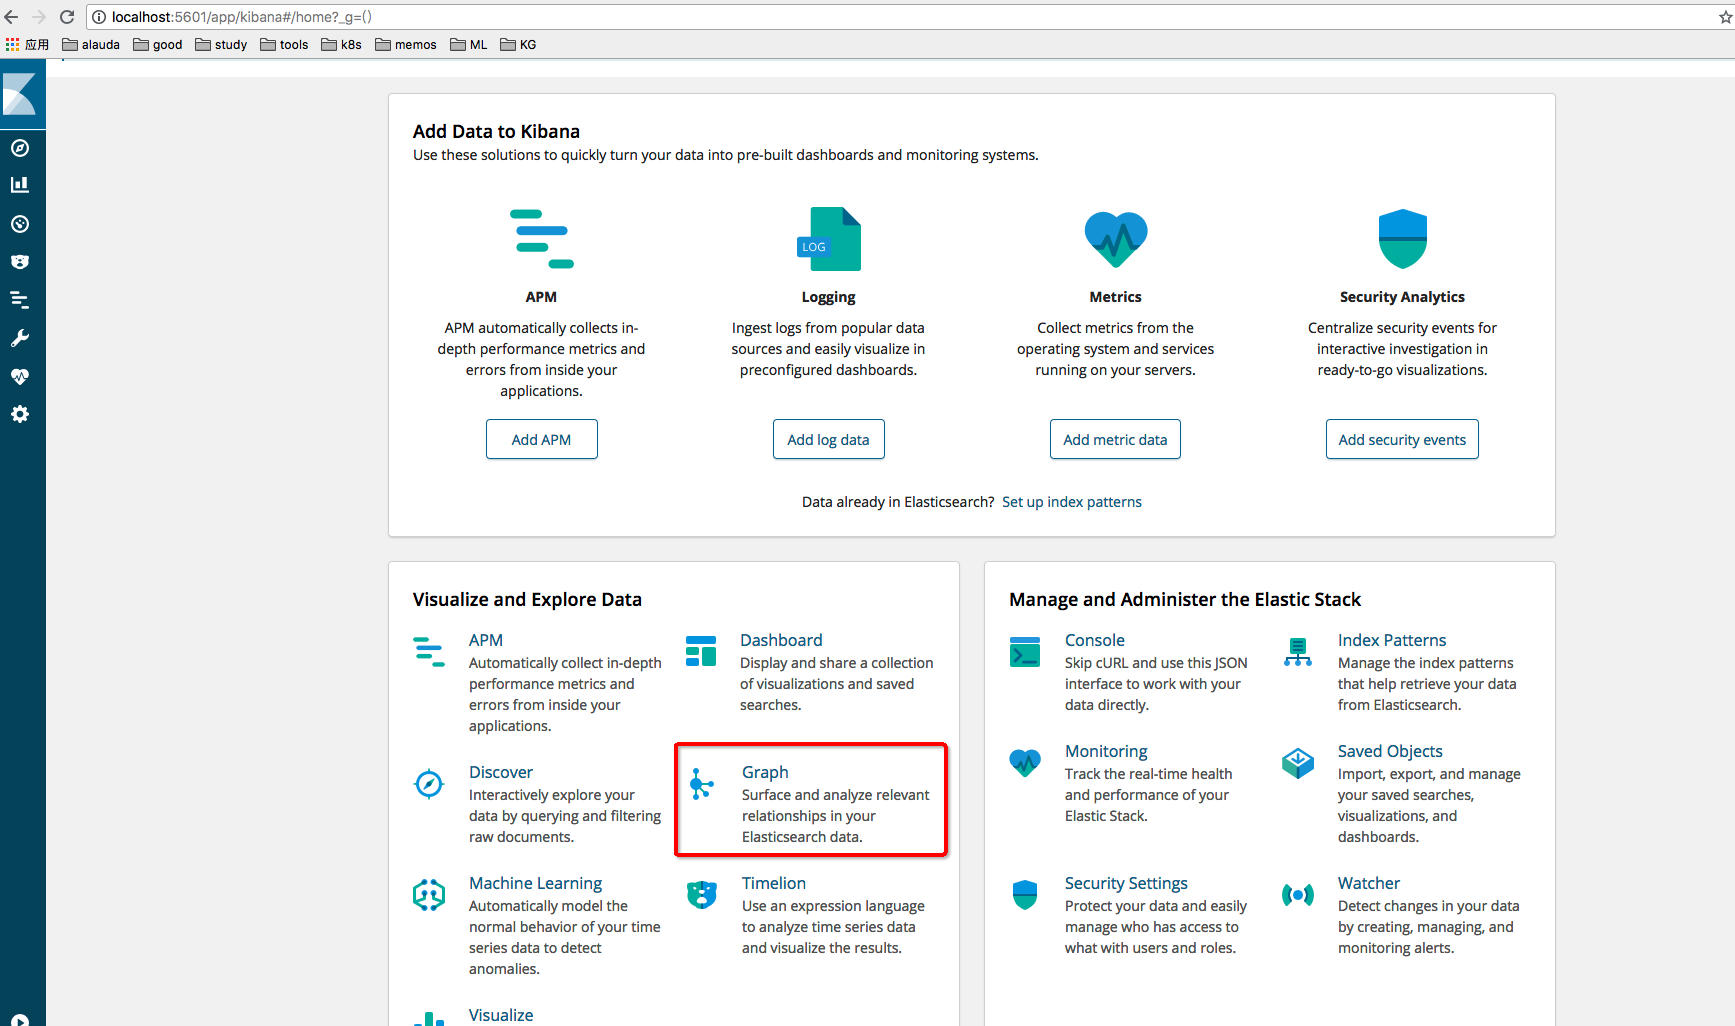 localhost:5601/app/kibana#/home?_g=()
应用 alauda good study tools k8s memos ML KG
Add Data to Kibana
Use these solutions to quickly turn your data into pre-built dashboards and monitoring systems.
LOG
APM
APM automatically collects in-
depth performance metrics and
errors from inside your
applications.
Add APM
Logging
Ingest logs from popular data
sources and easily visualize in
preconfigured dashboards.
Add log data
Metrics
Collect metrics from the
operating system and services
running on your servers.
Add metric data
Security Analytics
Centralize security events for
interactive investigation in
ready-to-go visualizations.
Add security events
Data already in Elasticsearch? Set up index patterns
Visualize and Explore Data
APM
Automatically collect in-depth
performance metrics and
errors from inside your
applications.
Dashboard
Display and share a collection
of visualizations and saved
searches.
Discover
Interactively explore your
data by querying and filtering
raw documents.
Graph
Surface and analyze relevant
relationships in your
Elasticsearch data.
Machine Learning
Automatically model the
normal behavior of your time
series data to detect
anomalies.
Timelion
Use an expression language
to analyze time series data
and visualize the results.
Visualize
Manage and Administer the Elastic Stack
Console
Skip cURL and use this JSON
interface to work with your
data directly.
Index Patterns
Manage the index patterns
that help retrieve your data
from Elasticsearch.
Monitoring
Track the real-time health
and performance of your
Elastic Stack.
Saved Objects
Import, export, and manage
your saved searches,
visualizations, and
dashboards.
Security Settings
Protect your data and easily
manage who has access to
what with users and roles.
Watcher
Detect changes in your data
by creating, managing, and
monitoring alerts.